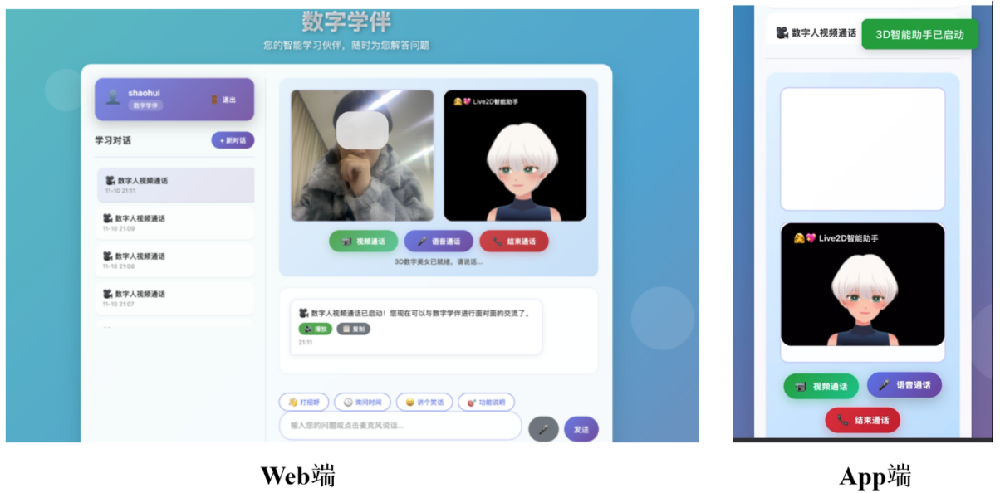 数字学伴
您的智能学习伙伴，随时为您解答问题
shaohui
数字学伴
退出
学习对话
+ 新对话
数字人视频通话
11-10 21:11
数字人视频通话
11-10 21:09
数字人视频通话
11-10 21:08
数字人视频通话
11-10 21:07
Live2D智能助手
视频通话
语音通话
结束通话
3D数字美女已就绪，请说话...
数字人视频通话已启动！您现在可以与数字学伴进行面对面的交流了。
播放
复制
21:11
打招呼
询问时间
讲个笑话
功能说明
输入您的问题或点击麦克风说话...
发送
Web端
数字人视频通话
3D智能助手已启动
Live2D智能助手
视频通话
语音通话
结束通话
App端